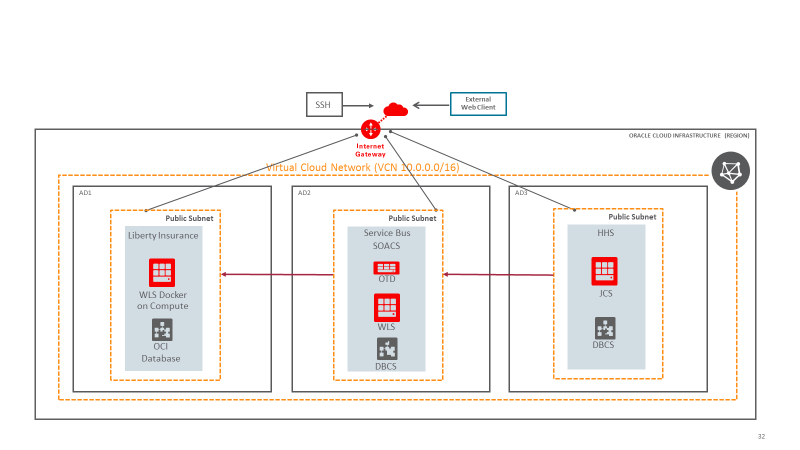 SSH
External
Web Client
ORACLE CLOUD INFRASTRUCTURE (REGION)
Internet
Gateway
Virtual Cloud Network (VCN 10.0.0.0/16)
AD1
AD2
AD3
Public Subnet
Public Subnet
Public Subnet
Liberty Insurance
WLS Docker
on Compute
OCI
Database
Service Bus
SOACS
OTD
WLS
DBCS
HHS
JCS
DBCS
32